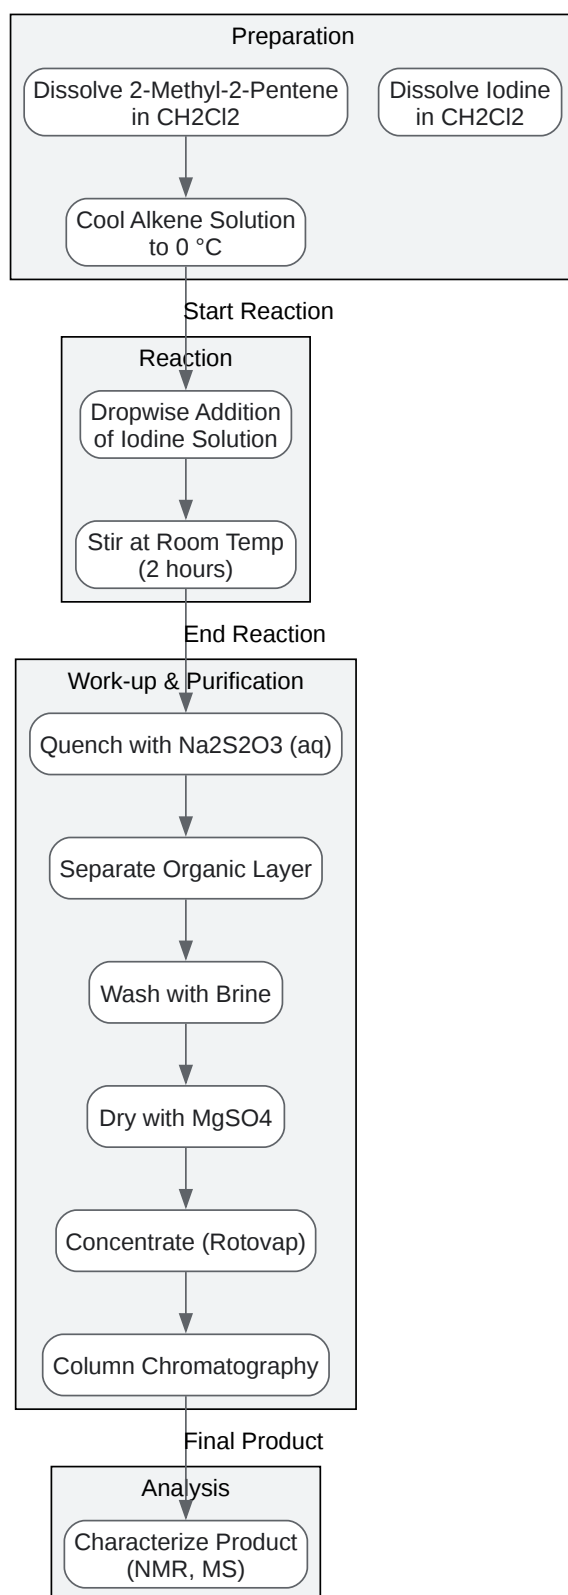 Preparation
Dissolve 2-Methyl-2-Pentene
in CH2Cl2
Dissolve Iodine
in CH2Cl2
Cool Alkene Solution
to 0 °C
Start Reaction
Reaction
Dropwise Addition
of Iodine Solution
Stir at Room Temp
(2 hours)
End Reaction
Work-up & Purification
Quench with Na2S2O3 (aq)
Separate Organic Layer
Wash with Brine
Dry with MgSO4
Concentrate (Rotovap)
Column Chromatography
Final Product
Analysis
Characterize Product
(NMR, MS)